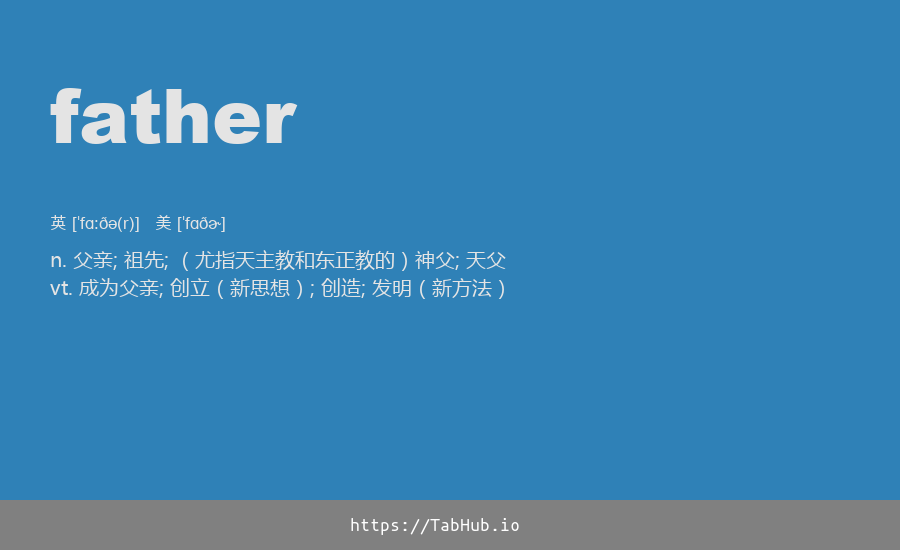 father
英 [ˈfɑːðə(r)] 美 [ˈfɑðɚ]
n. 父亲; 祖先; （尤指天主教和东正教的）神父; 天父
vt. 成为父亲; 创立（新思想）; 创造; 发明（新方法）
https://TabHub.io